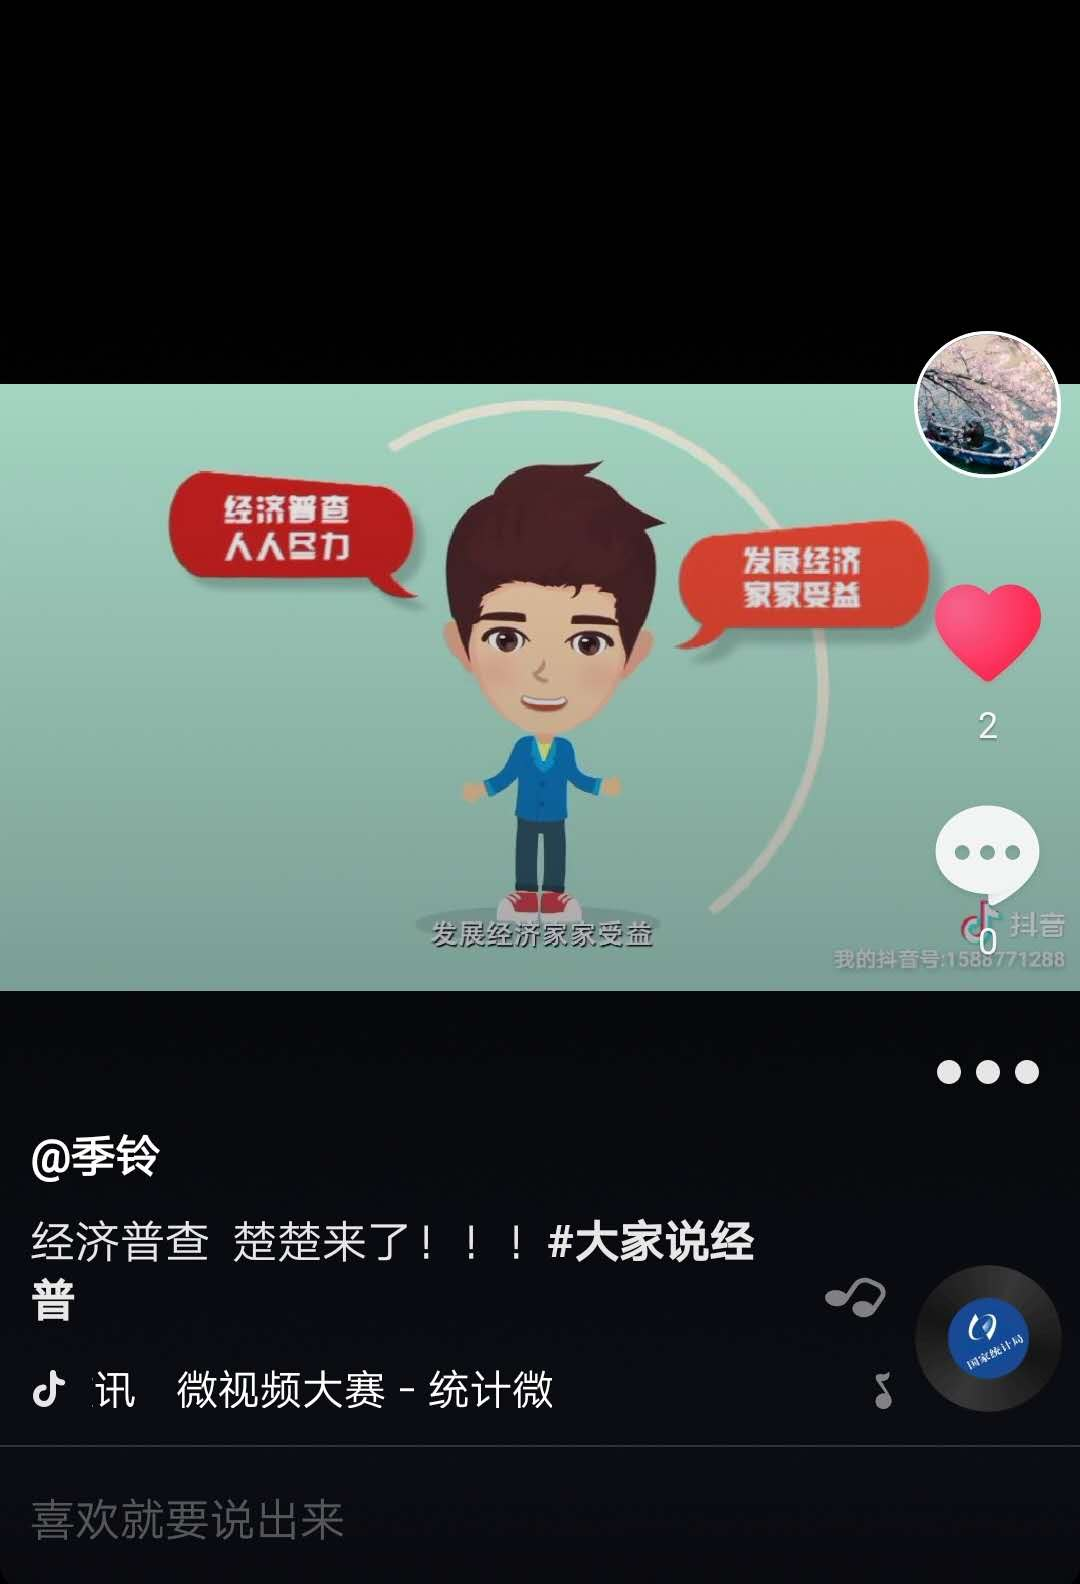 经济普查
人人尽力
发展经济
家家受益
2
发展经济家家受益
抖音
0
我的抖音号:1588771288
@季铃
经济普查 楚楚来了！！！#大家说经
普
国家统计局
讯 微视频大赛 - 统计微
喜欢就要说出来